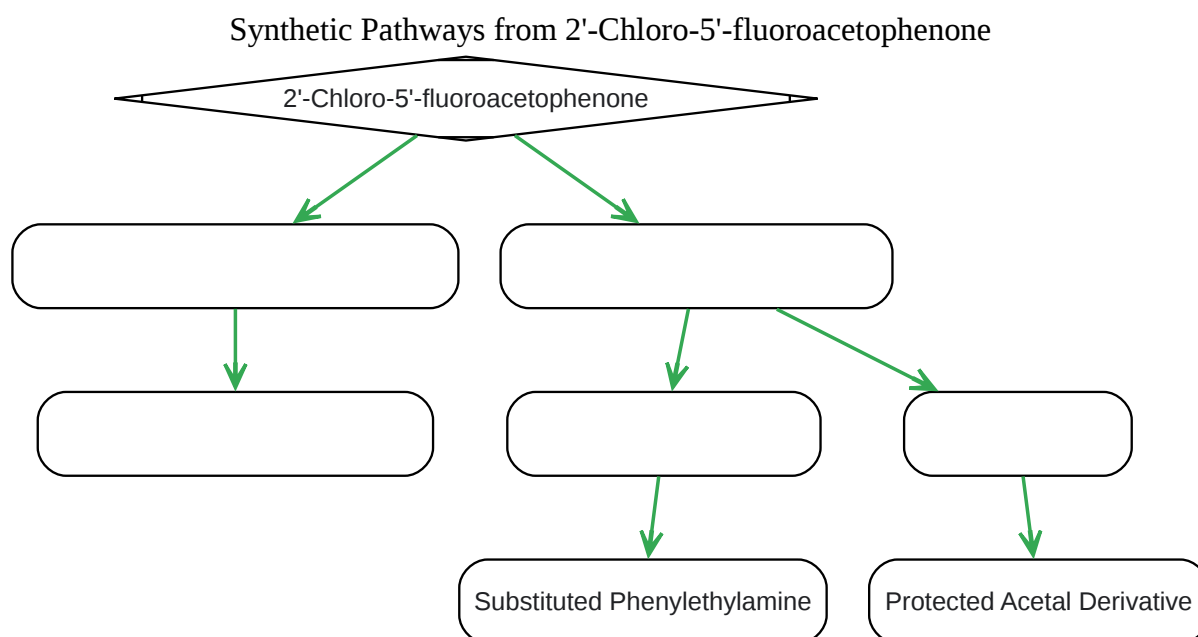 Synthetic Pathways from 2'-Chloro-5'-fluoroacetophenone
2'-Chloro-5'-fluoroacetophenone
Substituted Phenylethylamine
Protected Acetal Derivative